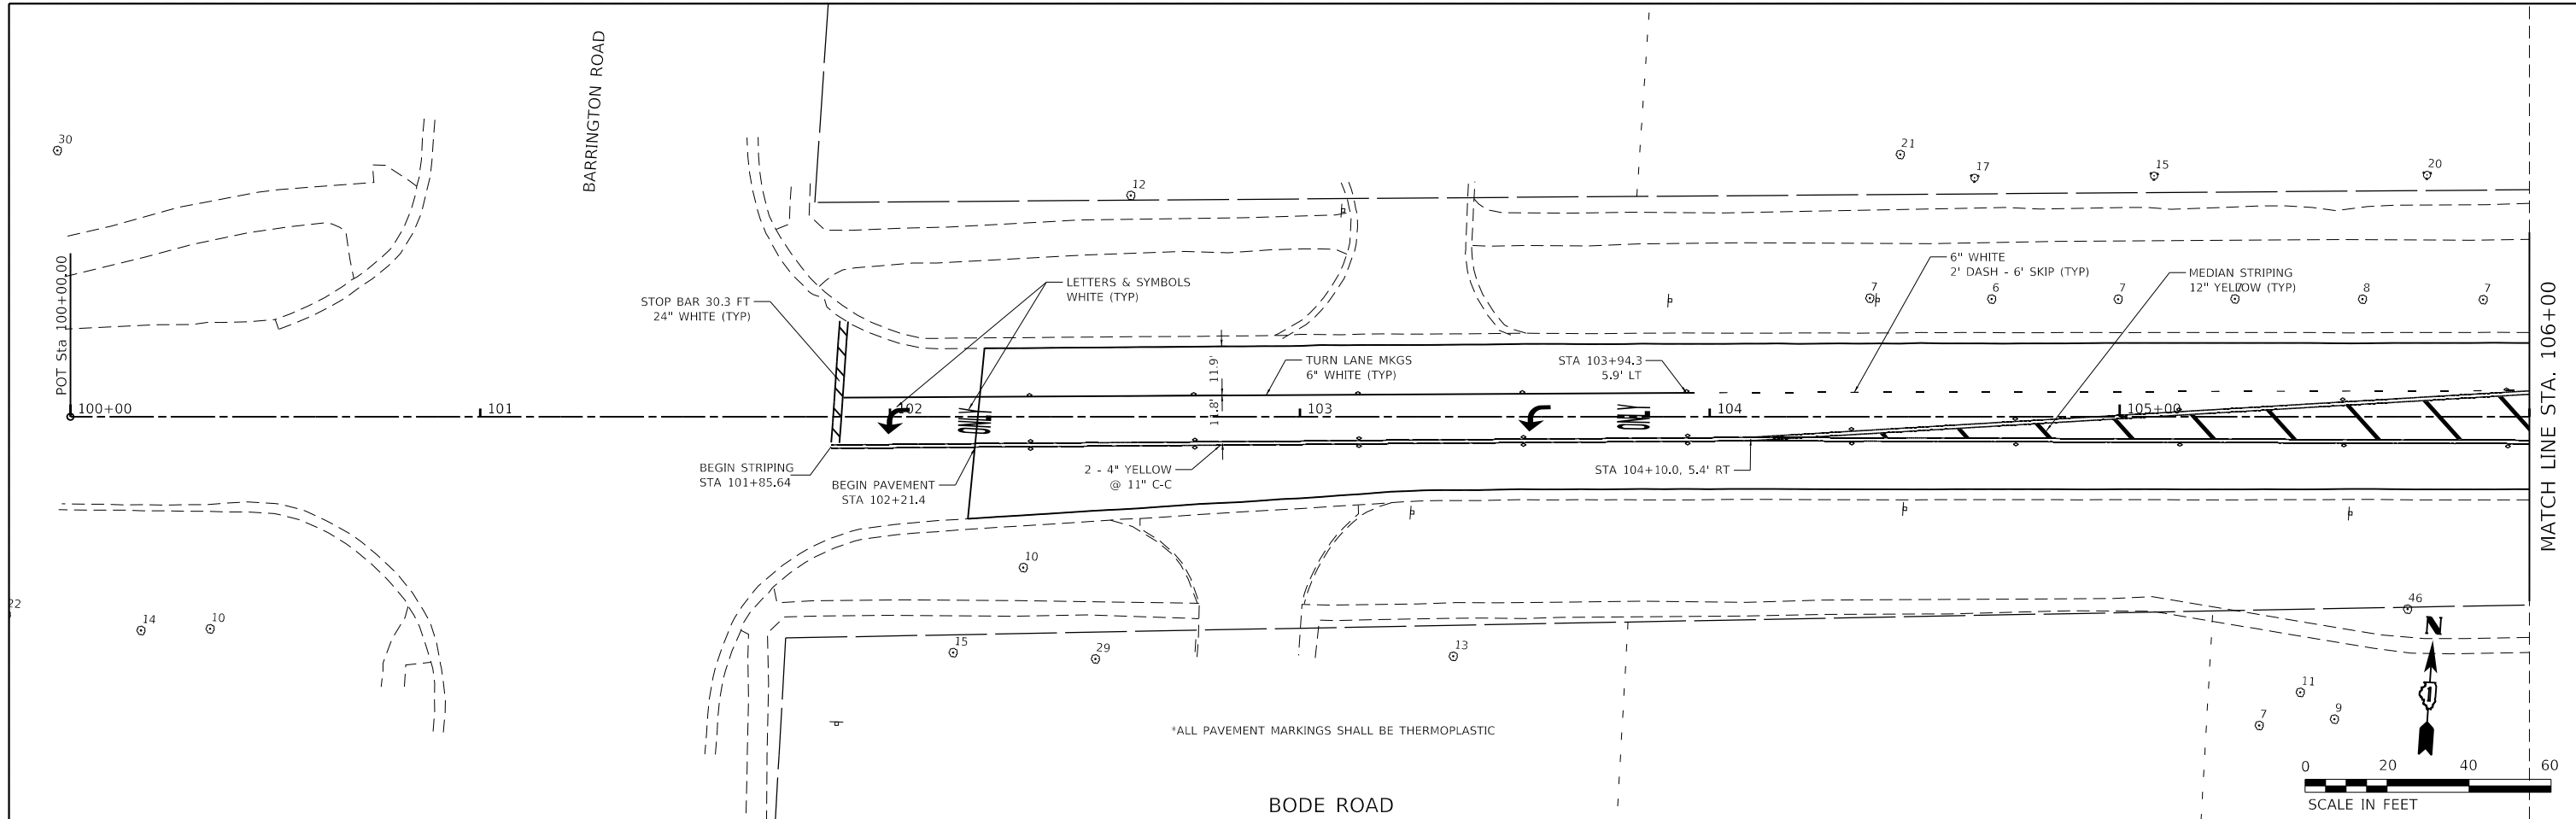 BARRINGTON ROAD
30
12
21
17
15
20
POT Sta 100+00.00
LETTERS & SYMBOLS
WHITE (TYP)
6" WHITE
2' DASH - 6' SKIP (TYP)
MEDIAN STRIPING
12" YELLOW (TYP)
STOP BAR 30.3 FT
24" WHITE (TYP)
7
6
7
7
8
7
MATCH LINE STA. 106+00
11.9'
11.8'
TURN LANE MKGS
6" WHITE (TYP)
STA 103+94.3
5.9' LT
100+00
101
102
103
104
105+00
ONLY
ONLY
BEGIN STRIPING
STA 101+85.64
BEGIN PAVEMENT
STA 102+21.4
2 - 4" YELLOW
@ 11" C-C
STA 104+10.0, 5.4' RT
10
22
14
10
15
29
13
46
N
1
11
7
9
*ALL PAVEMENT MARKINGS SHALL BE THERMOPLASTIC
BODE ROAD
0 20 40 60
SCALE IN FEET